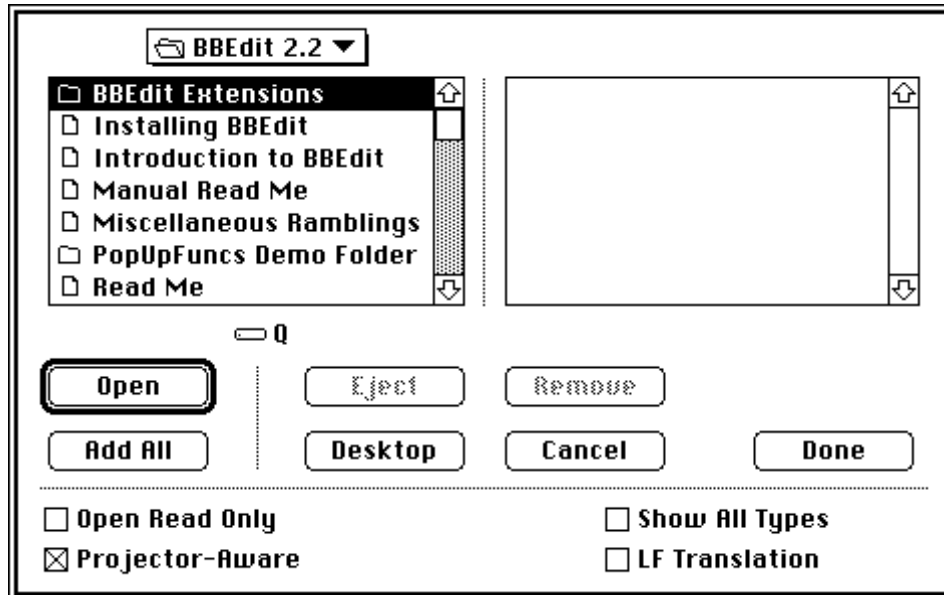 BBEdit 2.2
BBEdit Extensions
Installing BBEdit
Introduction to BBEdit
Manual Read Me
Miscellaneous Ramblings
PopUpFuncs Demo Folder
Read Me
Q
Open
Eject
Remove
Add All
Desktop
Cancel
Done
Open Read Only
Show All Types
Projector-Aware
LF Translation